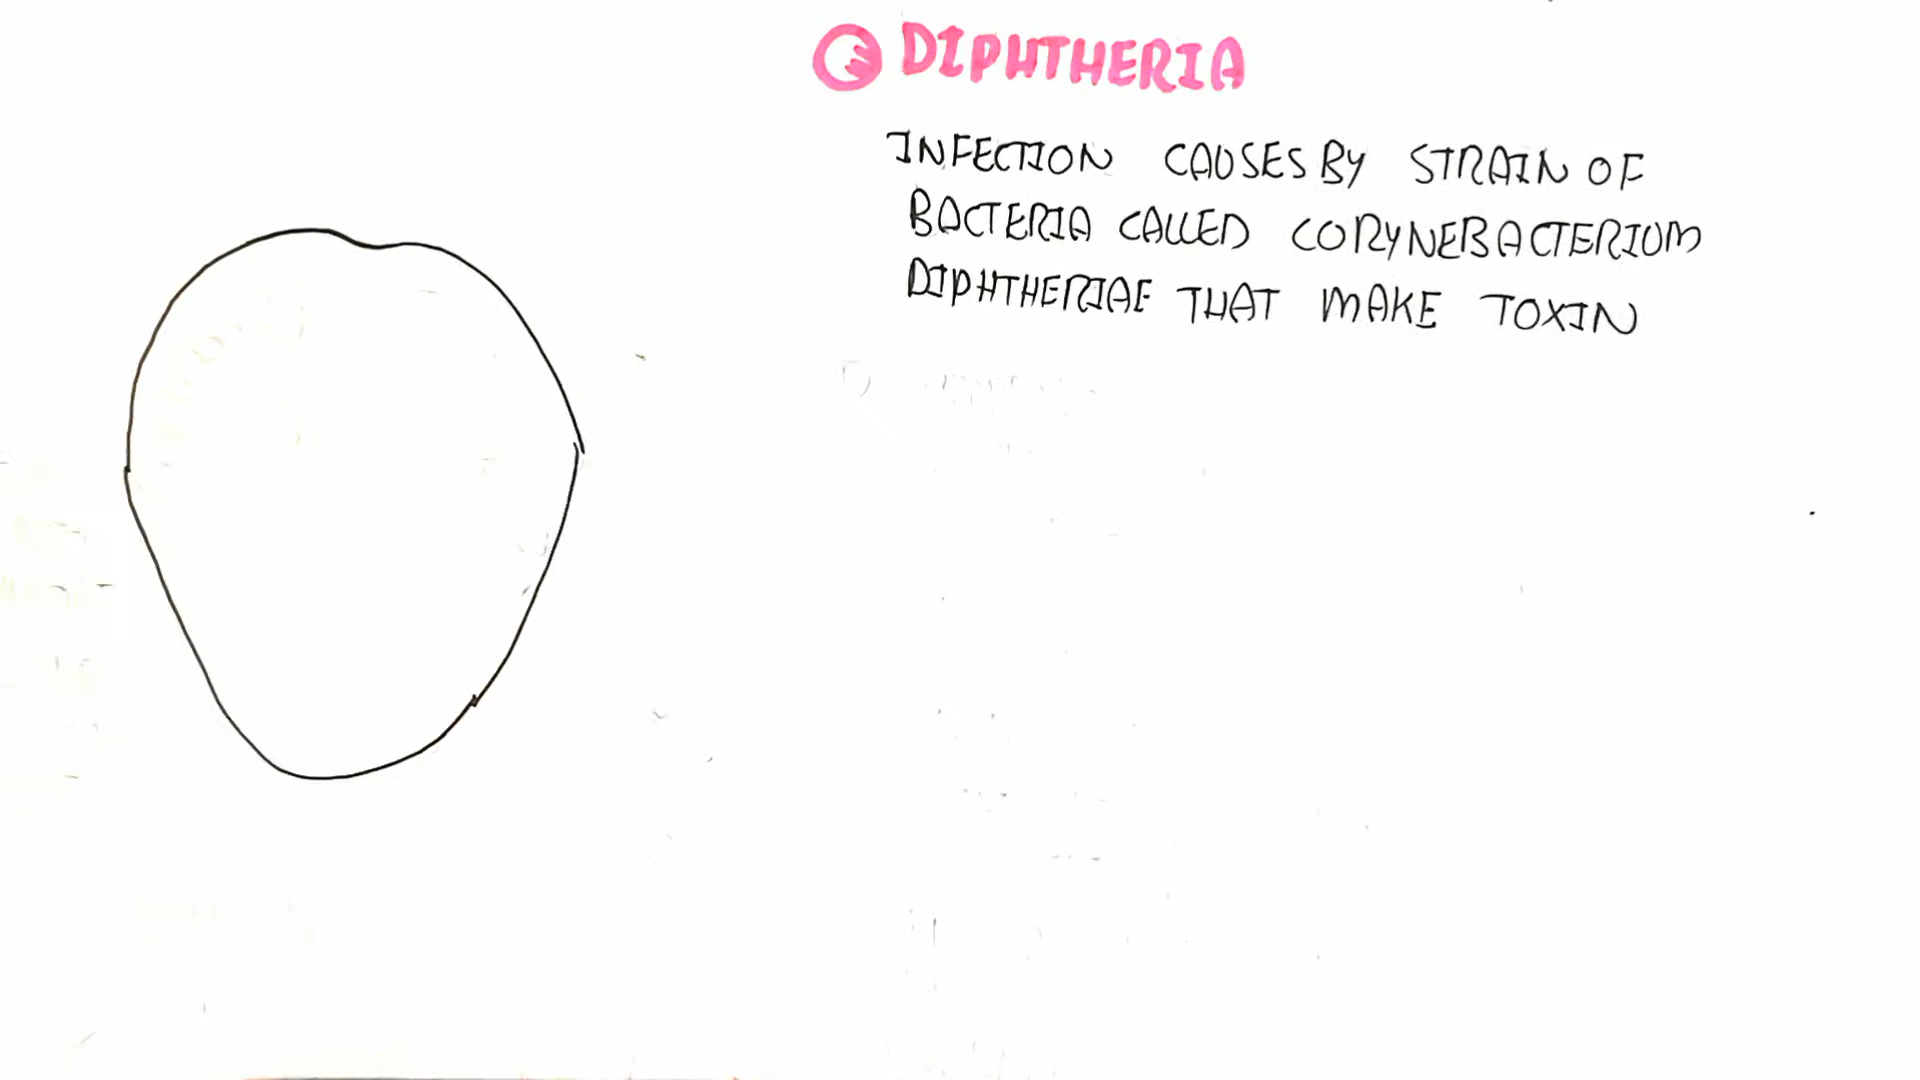 DIPHTHERIA
INFECTION CAUSES BY STRAIN OF
BACTERIA CALLED CORYNEBACTERIUM
DIPHTHERIAE THAT MAKE TOXIN